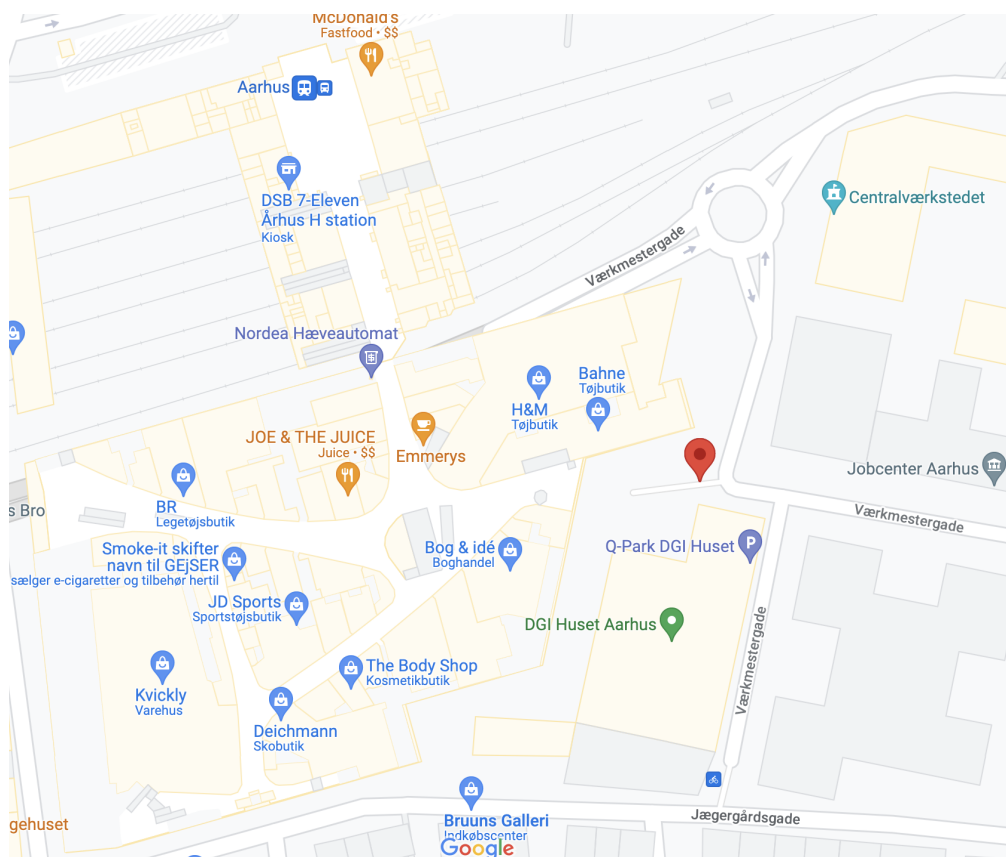 McDonald's
Fastfood • $$
Aarhus
DSB 7-Eleven
Århus H station
Kiosk
Centralværkstedet
Værkmestergade
Nordea Hæveautomat
Bahne
Tøjbutik
H&M
Tøjbutik
JOE & THE JUICE
Juice • $$
Emmerys
Jobcenter Aarhus
BR
Legetøjsbutik
s Bro
Værkmestergade
Smoke-it skifter
navn til GEjSER
sælger e-cigaretter og tilbehør hertil
Bog & idé
Boghandel
Q-Park DGI Huset
P
JD Sports
Sportstøjsbutik
DGI Huset Aarhus
Værkmestergade
The Body Shop
Kosmetikbutik
Kvickly
Varehus
Deichmann
Skobutik
Bruuns Galleri
Indkøbscenter
Jægergårdsgade
gehuset
Google